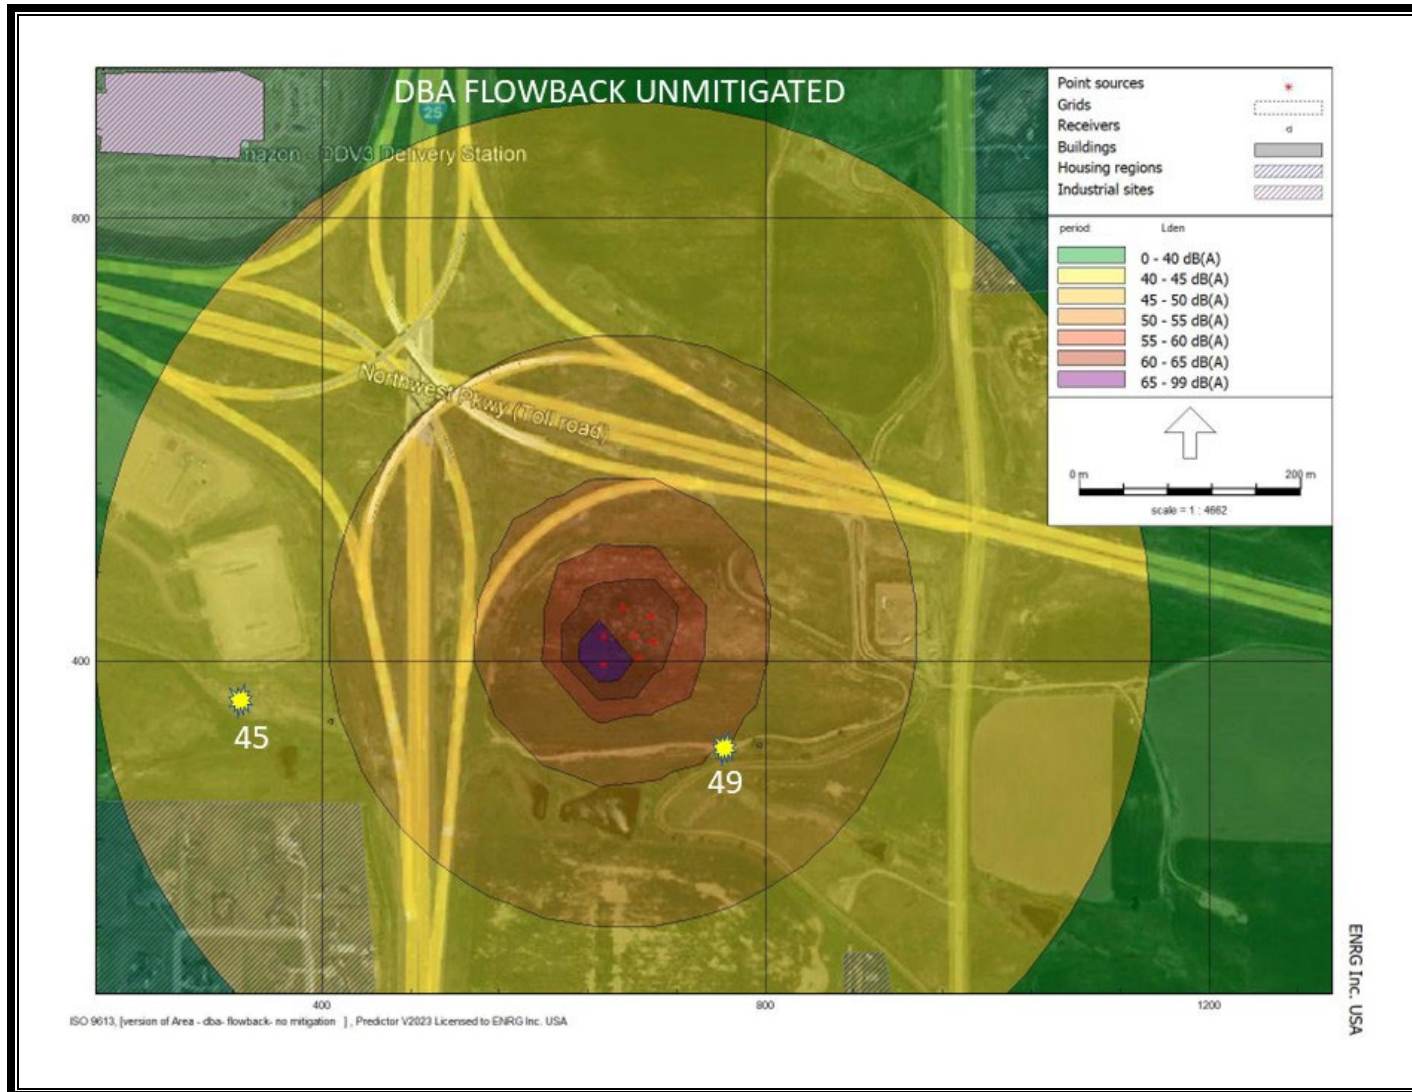 DBA FLOWBACK UNMITIGATED
25
mazon - DDV3 Delivery Station
Northwest Pkwy (Toll road)
800
400
45
49
400
800
1200
Point sources
Grids
Receivers
Buildings
Housing regions
Industrial sites
period: Lden
0 - 40 dB(A)
40 - 45 dB(A)
45 - 50 dB(A)
50 - 55 dB(A)
55 - 60 dB(A)
60 - 65 dB(A)
65 - 99 dB(A)
0 m 200 m
scale = 1 : 4662
ENRG Inc. USA
ISO 9613, [version of Area - dba- flowback- no mitigation ] , Predictor V2023 Licensed to ENRG Inc. USA